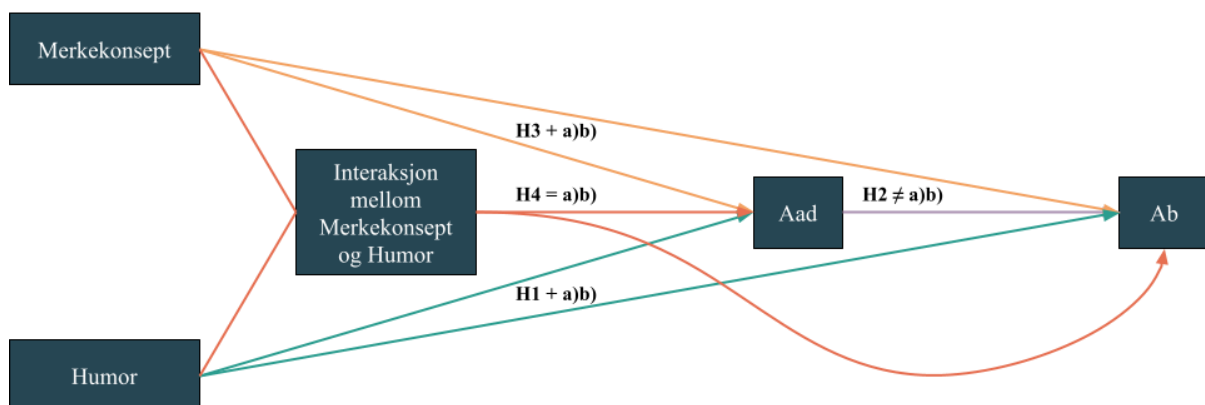 Merkekonsept
H3 + a)b)
Interaksjon
mellom
Merkekonsept
og Humor
H4 = a)b)
Aad
H2 ≠ a)b)
Ab
H1 + a)b)
Humor